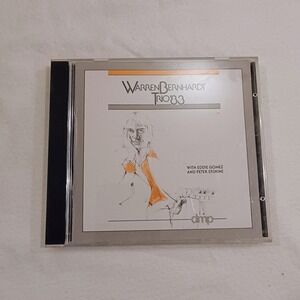 WARREN BERNHARDT
TRIO '83
WITH EDDIE GOMEZ
AND PETER ERSKINE
dmp